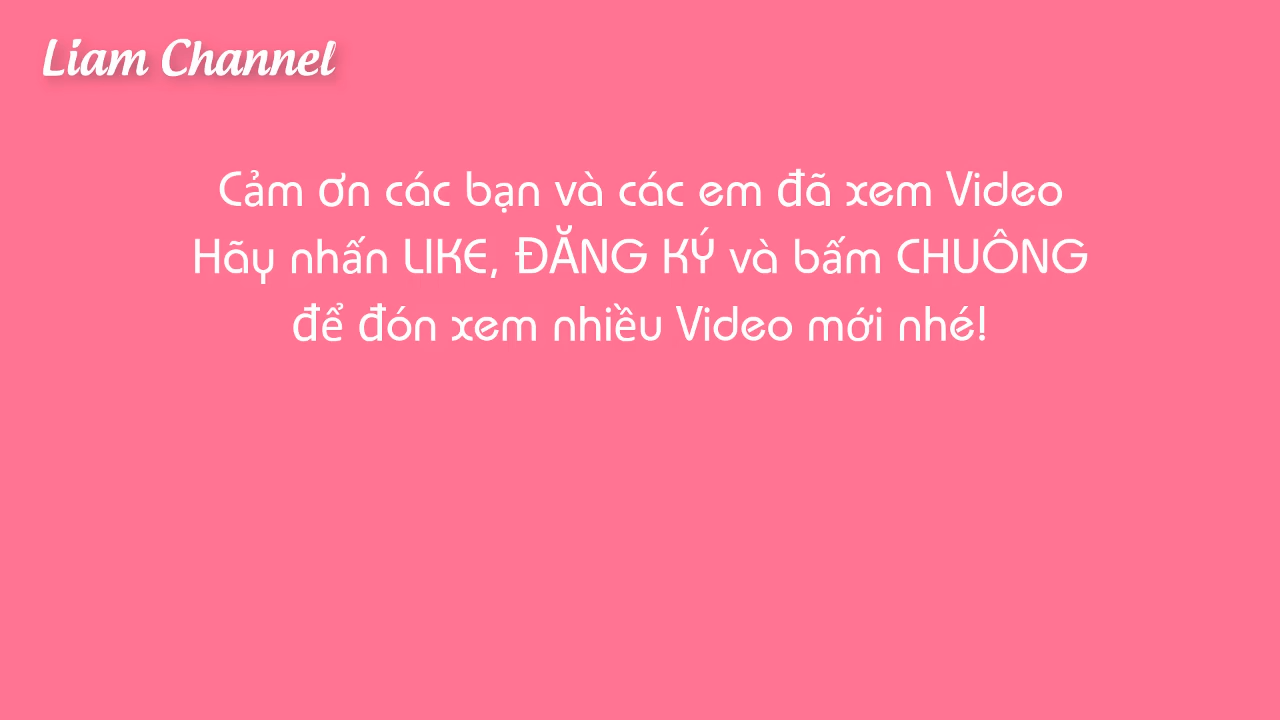 Liam Channel
Cảm ơn các bạn và các em đã xem Video
Hãy nhấn LIKE, ĐĂNG KÝ và bấm CHUÔNG
để đón xem nhiều Video mới nhé!